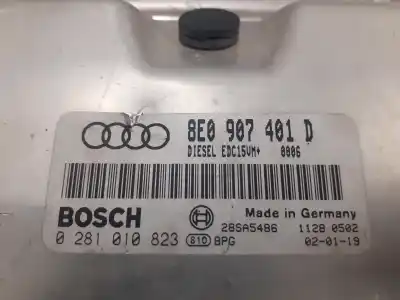 8E0 907 401 D
DIESEL EDC15VM+ 0006
BOSCH Made in Germany
28SA5486 1128 0502
0 281 010 823 810 BPG 02-01-19